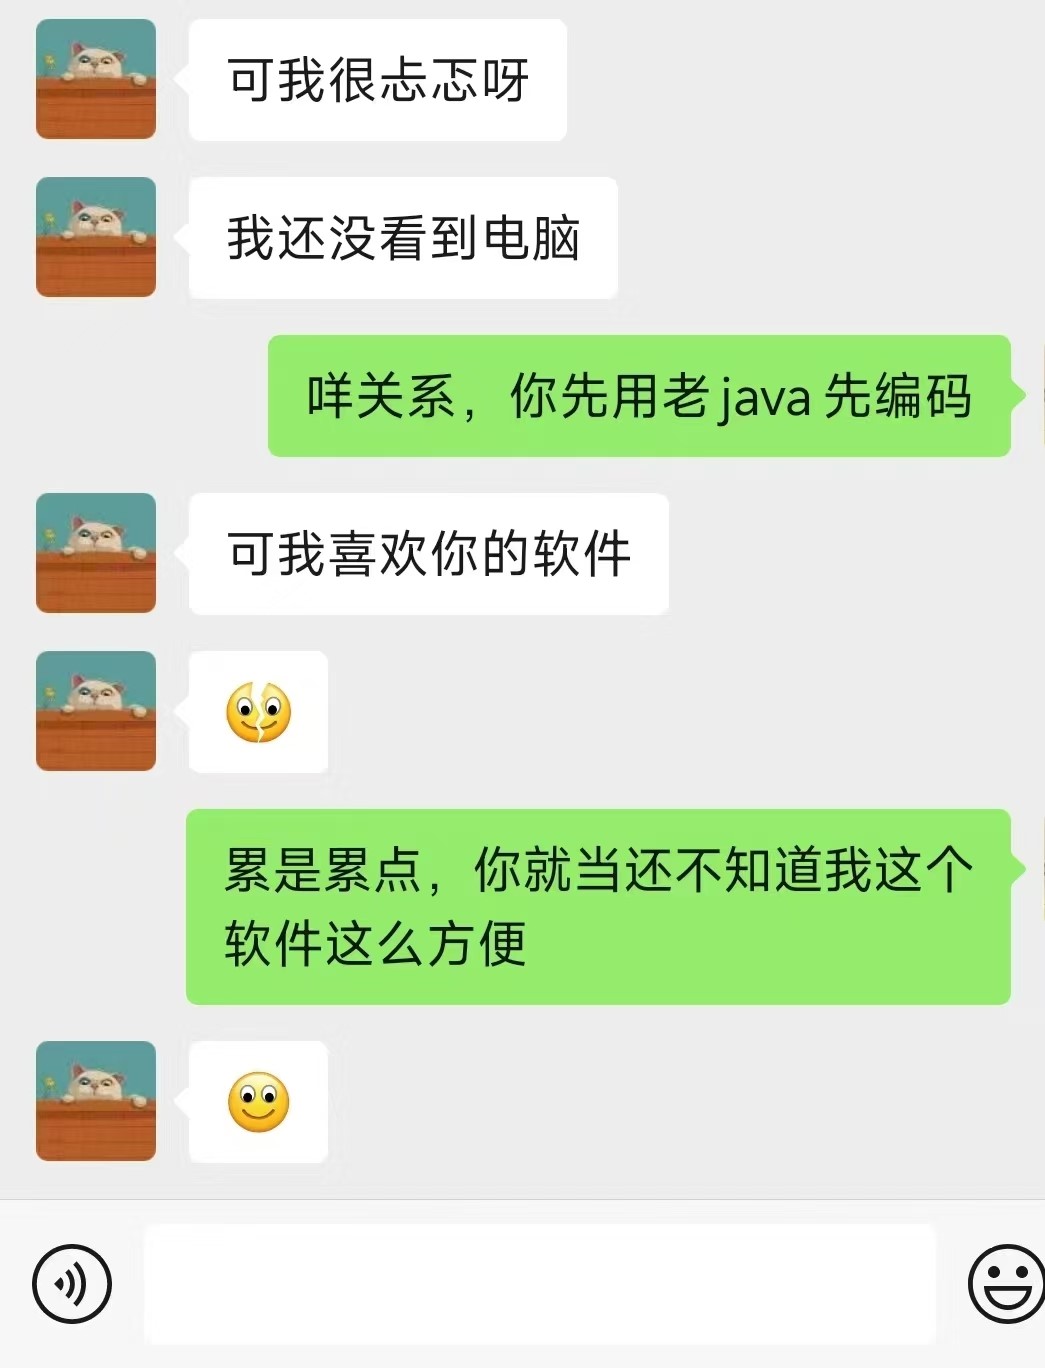 可我很忐忑呀
我还没看到电脑
咩关系，你先用老java先编码
可我喜欢你的软件
累是累点，你就当还不知道我这个
软件这么方便